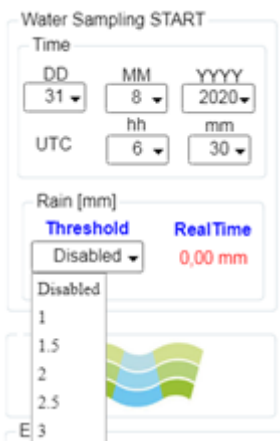 Water Sampling START
Time
DD MM YYYY
31 8 2020
hh mm
UTC 6 30
Rain [mm]
Threshold RealTime
Disabled 0,00 mm
Disabled
1
1.5
2
2.5
E 3